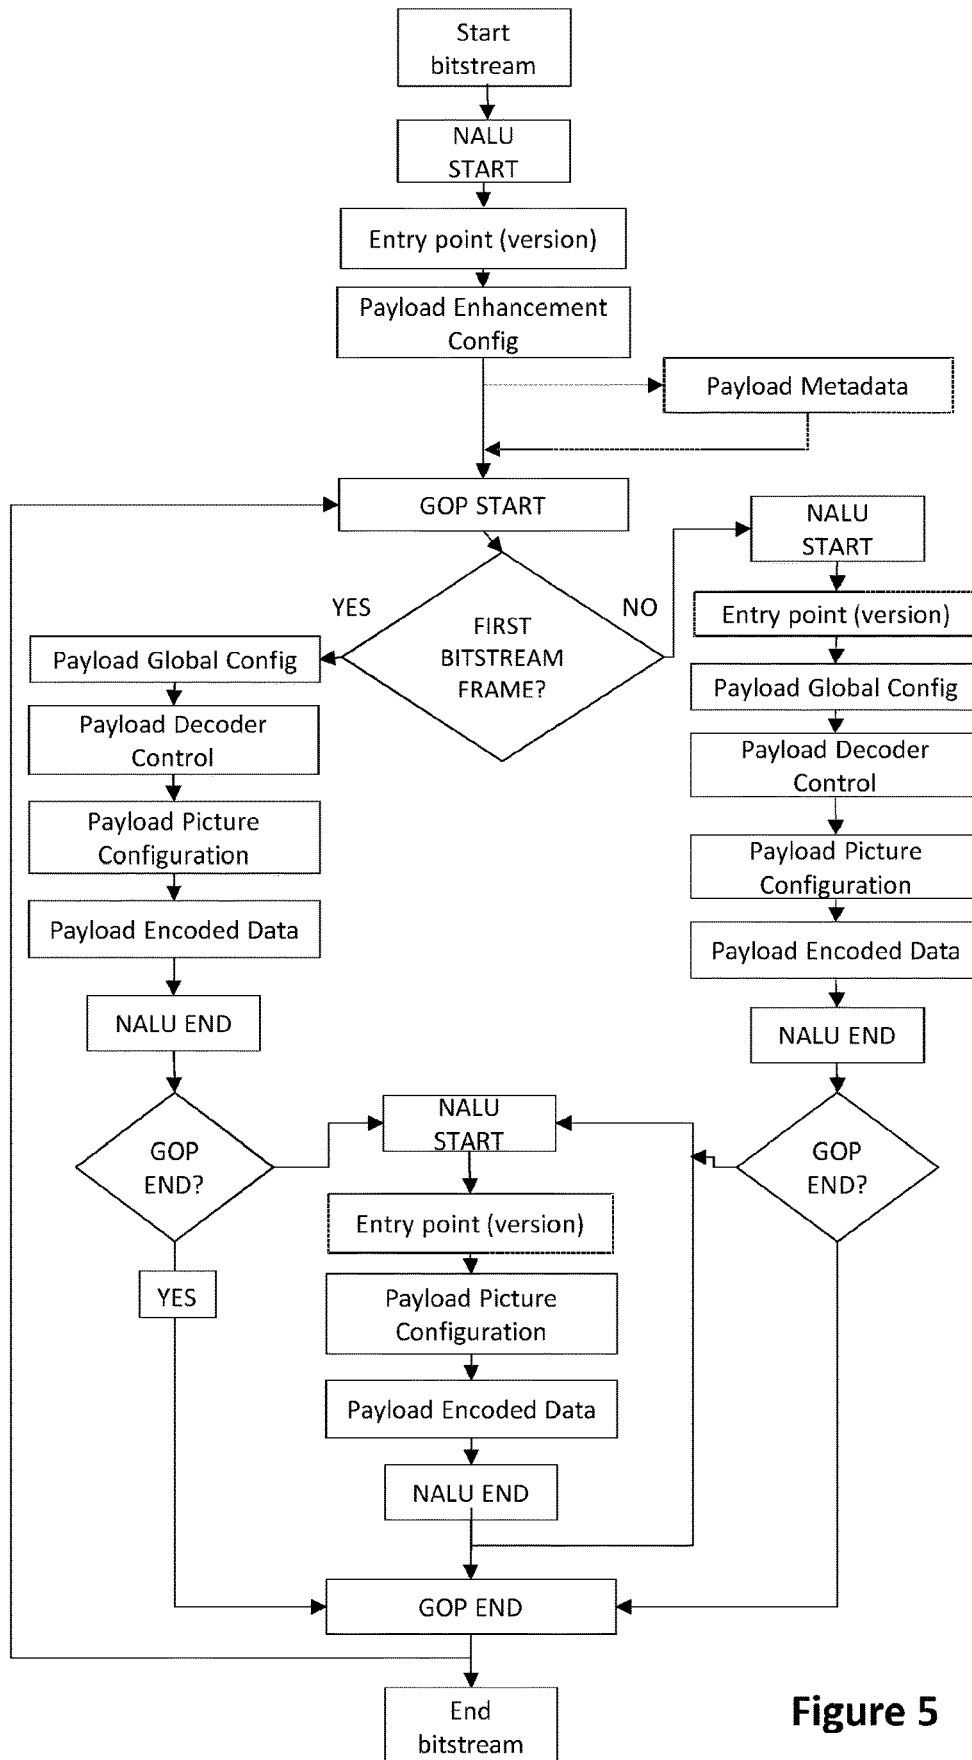 Start
bitstream
NALU
START
Entry point (version)
Payload Enhancement
Config
Payload Metadata
GOP START
FIRST
BITSTREAM
FRAME?
YES
NO
Payload Global Config
Payload Decoder
Control
Payload Picture
Configuration
Payload Encoded Data
NALU END
GOP
END?
YES
NALU
START
Entry point (version)
Payload Global Config
Payload Decoder
Control
Payload Picture
Configuration
Payload Encoded Data
NALU END
GOP
END?
NALU
START
Entry point (version)
Payload Picture
Configuration
Payload Encoded Data
NALU END
GOP END
End
bitstream
Figure 5